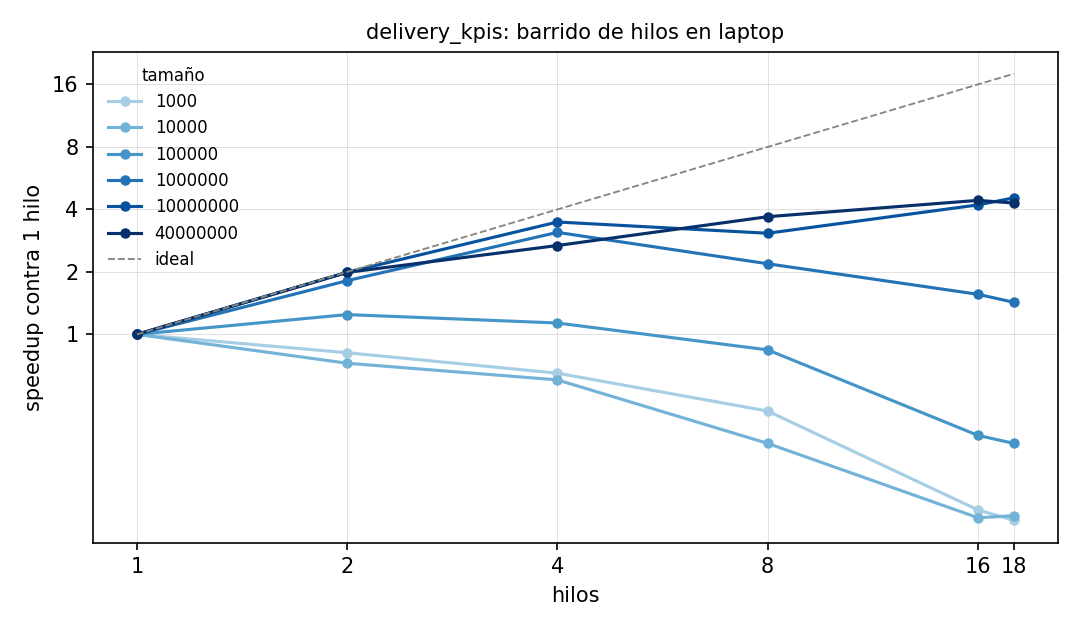 delivery_kpis: barrido de hilos en laptop
tamaño
1000
10000
100000
1000000
10000000
40000000
ideal
speedup contra 1 hilo
16
8
4
2
1
1 2 4 8 16 18
hilos